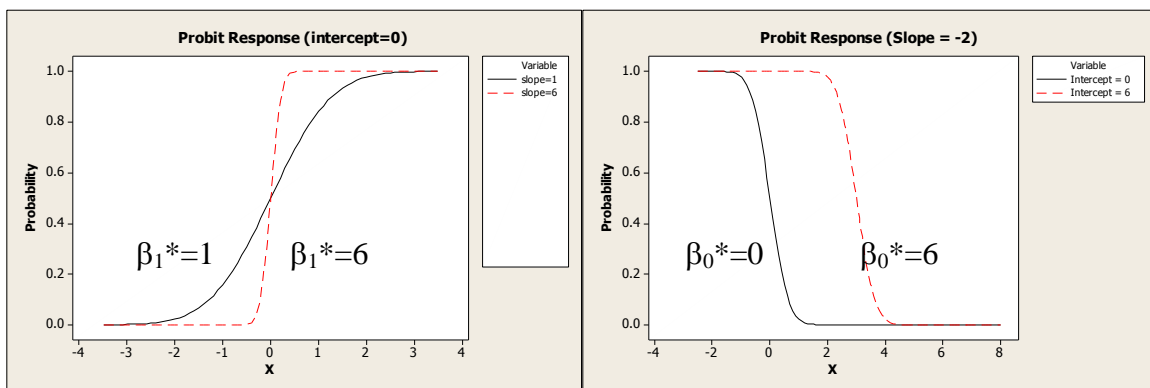 Probit Response (intercept=0)
Variable
slope=1
slope=6
1.0
0.8
0.6
0.4
0.2
0.0
Probability
β₁*=1
β₁*=6
-4 -3 -2 -1 0 1 2 3 4
X
Probit Response (Slope = -2)
Variable
Intercept = 0
Intercept = 6
1.0
0.8
0.6
0.4
0.2
0.0
Probability
β₀*=0
β₀*=6
-4 -2 0 2 4 6 8
X